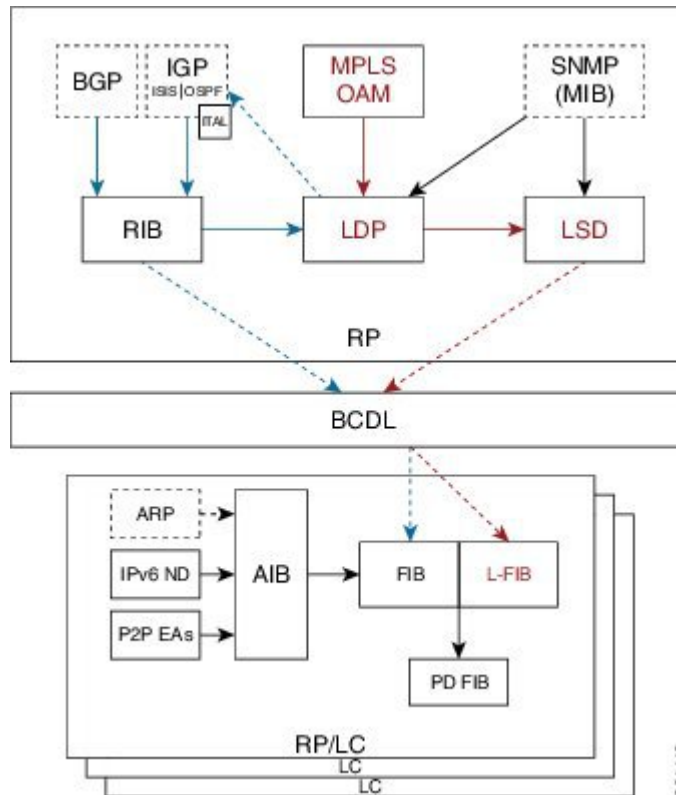 BGP
IGP
ISIS|OSPF
ITAL
MPLS
OAM
SNMP
(MIB)
RIB
LDP
LSD
RP
BCDL
ARP
IPv6 ND
P2P EAs
AIB
FIB
L-FIB
PD FIB
RP/LC
LC
LC